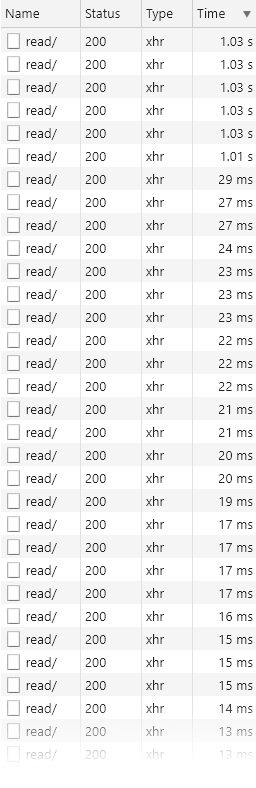 Name Status Type Time ▼
read/ 200 xhr 1.03 s
read/ 200 xhr 1.03 s
read/ 200 xhr 1.03 s
read/ 200 xhr 1.03 s
read/ 200 xhr 1.03 s
read/ 200 xhr 1.01 s
read/ 200 xhr 29 ms
read/ 200 xhr 27 ms
read/ 200 xhr 27 ms
read/ 200 xhr 24 ms
read/ 200 xhr 23 ms
read/ 200 xhr 23 ms
read/ 200 xhr 23 ms
read/ 200 xhr 22 ms
read/ 200 xhr 22 ms
read/ 200 xhr 22 ms
read/ 200 xhr 21 ms
read/ 200 xhr 21 ms
read/ 200 xhr 20 ms
read/ 200 xhr 20 ms
read/ 200 xhr 19 ms
read/ 200 xhr 17 ms
read/ 200 xhr 17 ms
read/ 200 xhr 17 ms
read/ 200 xhr 17 ms
read/ 200 xhr 16 ms
read/ 200 xhr 15 ms
read/ 200 xhr 15 ms
read/ 200 xhr 15 ms
read/ 200 xhr 14 ms
read/ 200 xhr 13 ms
read/ 200 xhr 13 ms